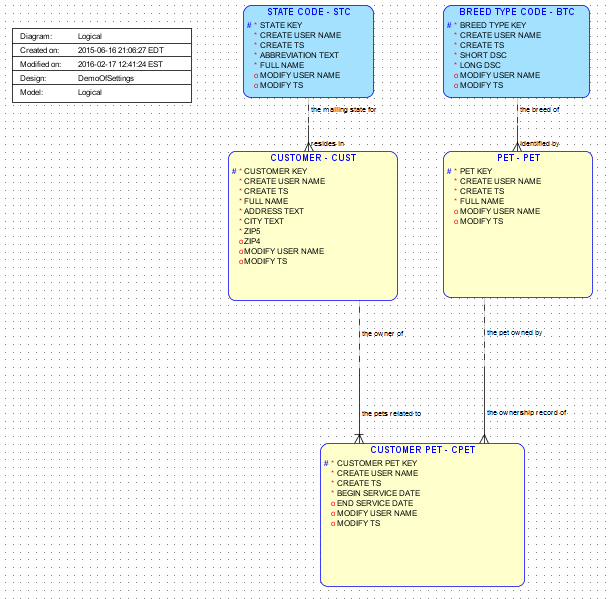 Diagram: Logical
Created on: 2015-06-16 21:06:27 EDT
Modified on: 2016-02-17 12:41:24 EST
Design: DemoOfSettings
Model: Logical
STATE CODE - STC
# * STATE KEY
* CREATE USER NAME
* CREATE TS
* ABBREVIATION TEXT
* FULL NAME
o MODIFY USER NAME
o MODIFY TS
BREED TYPE CODE - BTC
# * BREED TYPE KEY
* CREATE USER NAME
* CREATE TS
* SHORT DSC
* LONG DSC
o MODIFY USER NAME
o MODIFY TS
the mailing state for
resides in
the breed of
identified by
CUSTOMER - CUST
# * CUSTOMER KEY
* CREATE USER NAME
* CREATE TS
* FULL NAME
* ADDRESS TEXT
* CITY TEXT
* ZIP5
o ZIP4
o MODIFY USER NAME
o MODIFY TS
PET - PET
# * PET KEY
* CREATE USER NAME
* CREATE TS
* FULL NAME
o MODIFY USER NAME
o MODIFY TS
the owner of
the pets related to
the pet owned by
the ownership record of
CUSTOMER PET - CPET
# * CUSTOMER PET KEY
* CREATE USER NAME
* CREATE TS
* BEGIN SERVICE DATE
o END SERVICE DATE
o MODIFY USER NAME
o MODIFY TS